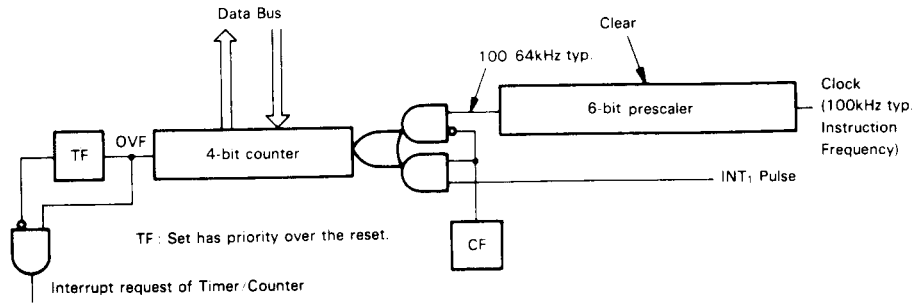 Data Bus
Clear
100 64kHz typ.
Clock
(100kHz typ.
Instruction
Frequency)
6-bit prescaler
TF
OVF
4-bit counter
INT₁ Pulse
TF : Set has priority over the reset.
CF
Interrupt request of Timer/Counter